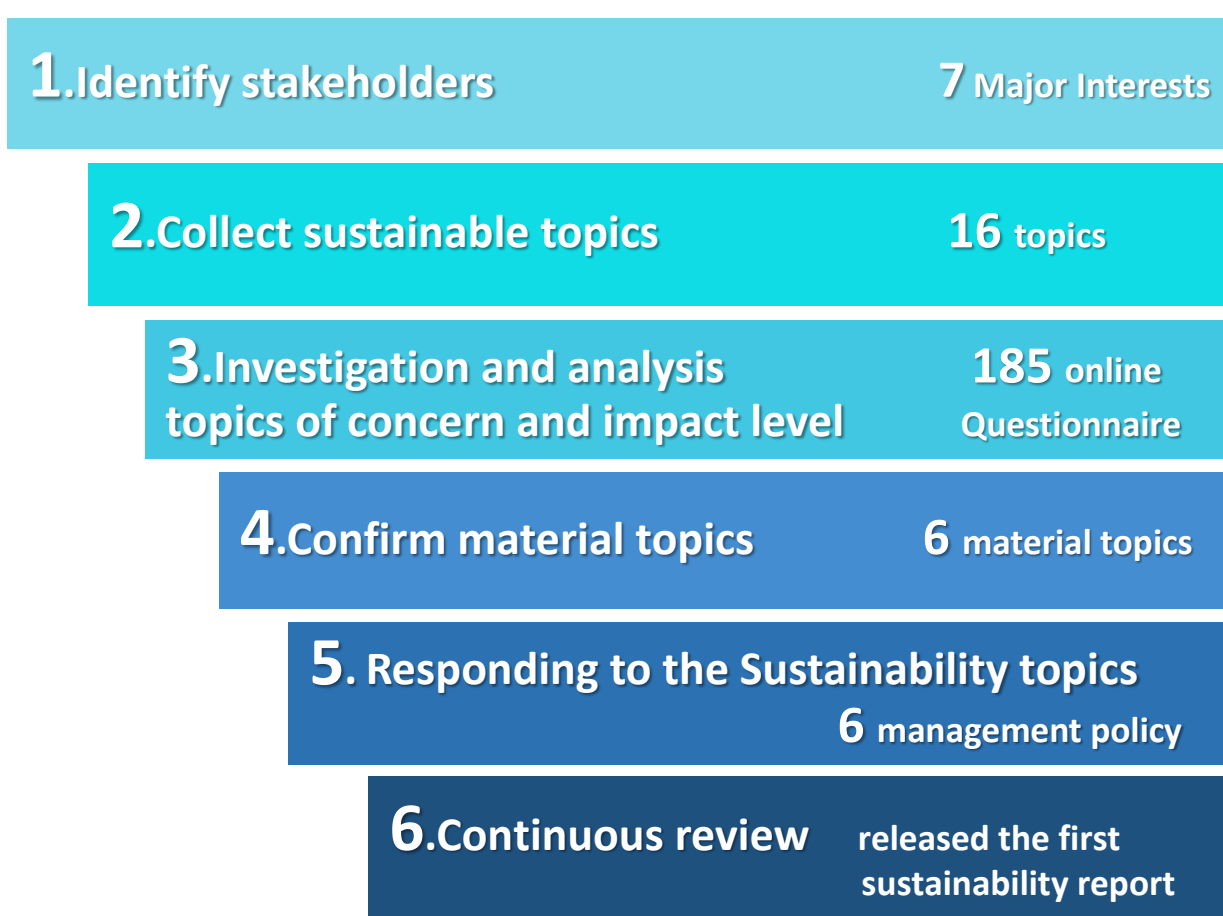 1.Identify stakeholders 7 Major Interests
2.Collect sustainable topics 16 topics
3.Investigation and analysis 185 online
topics of concern and impact level Questionnaire
4.Confirm material topics 6 material topics
5. Responding to the Sustainability topics
6 management policy
6.Continuous review released the first
sustainability report